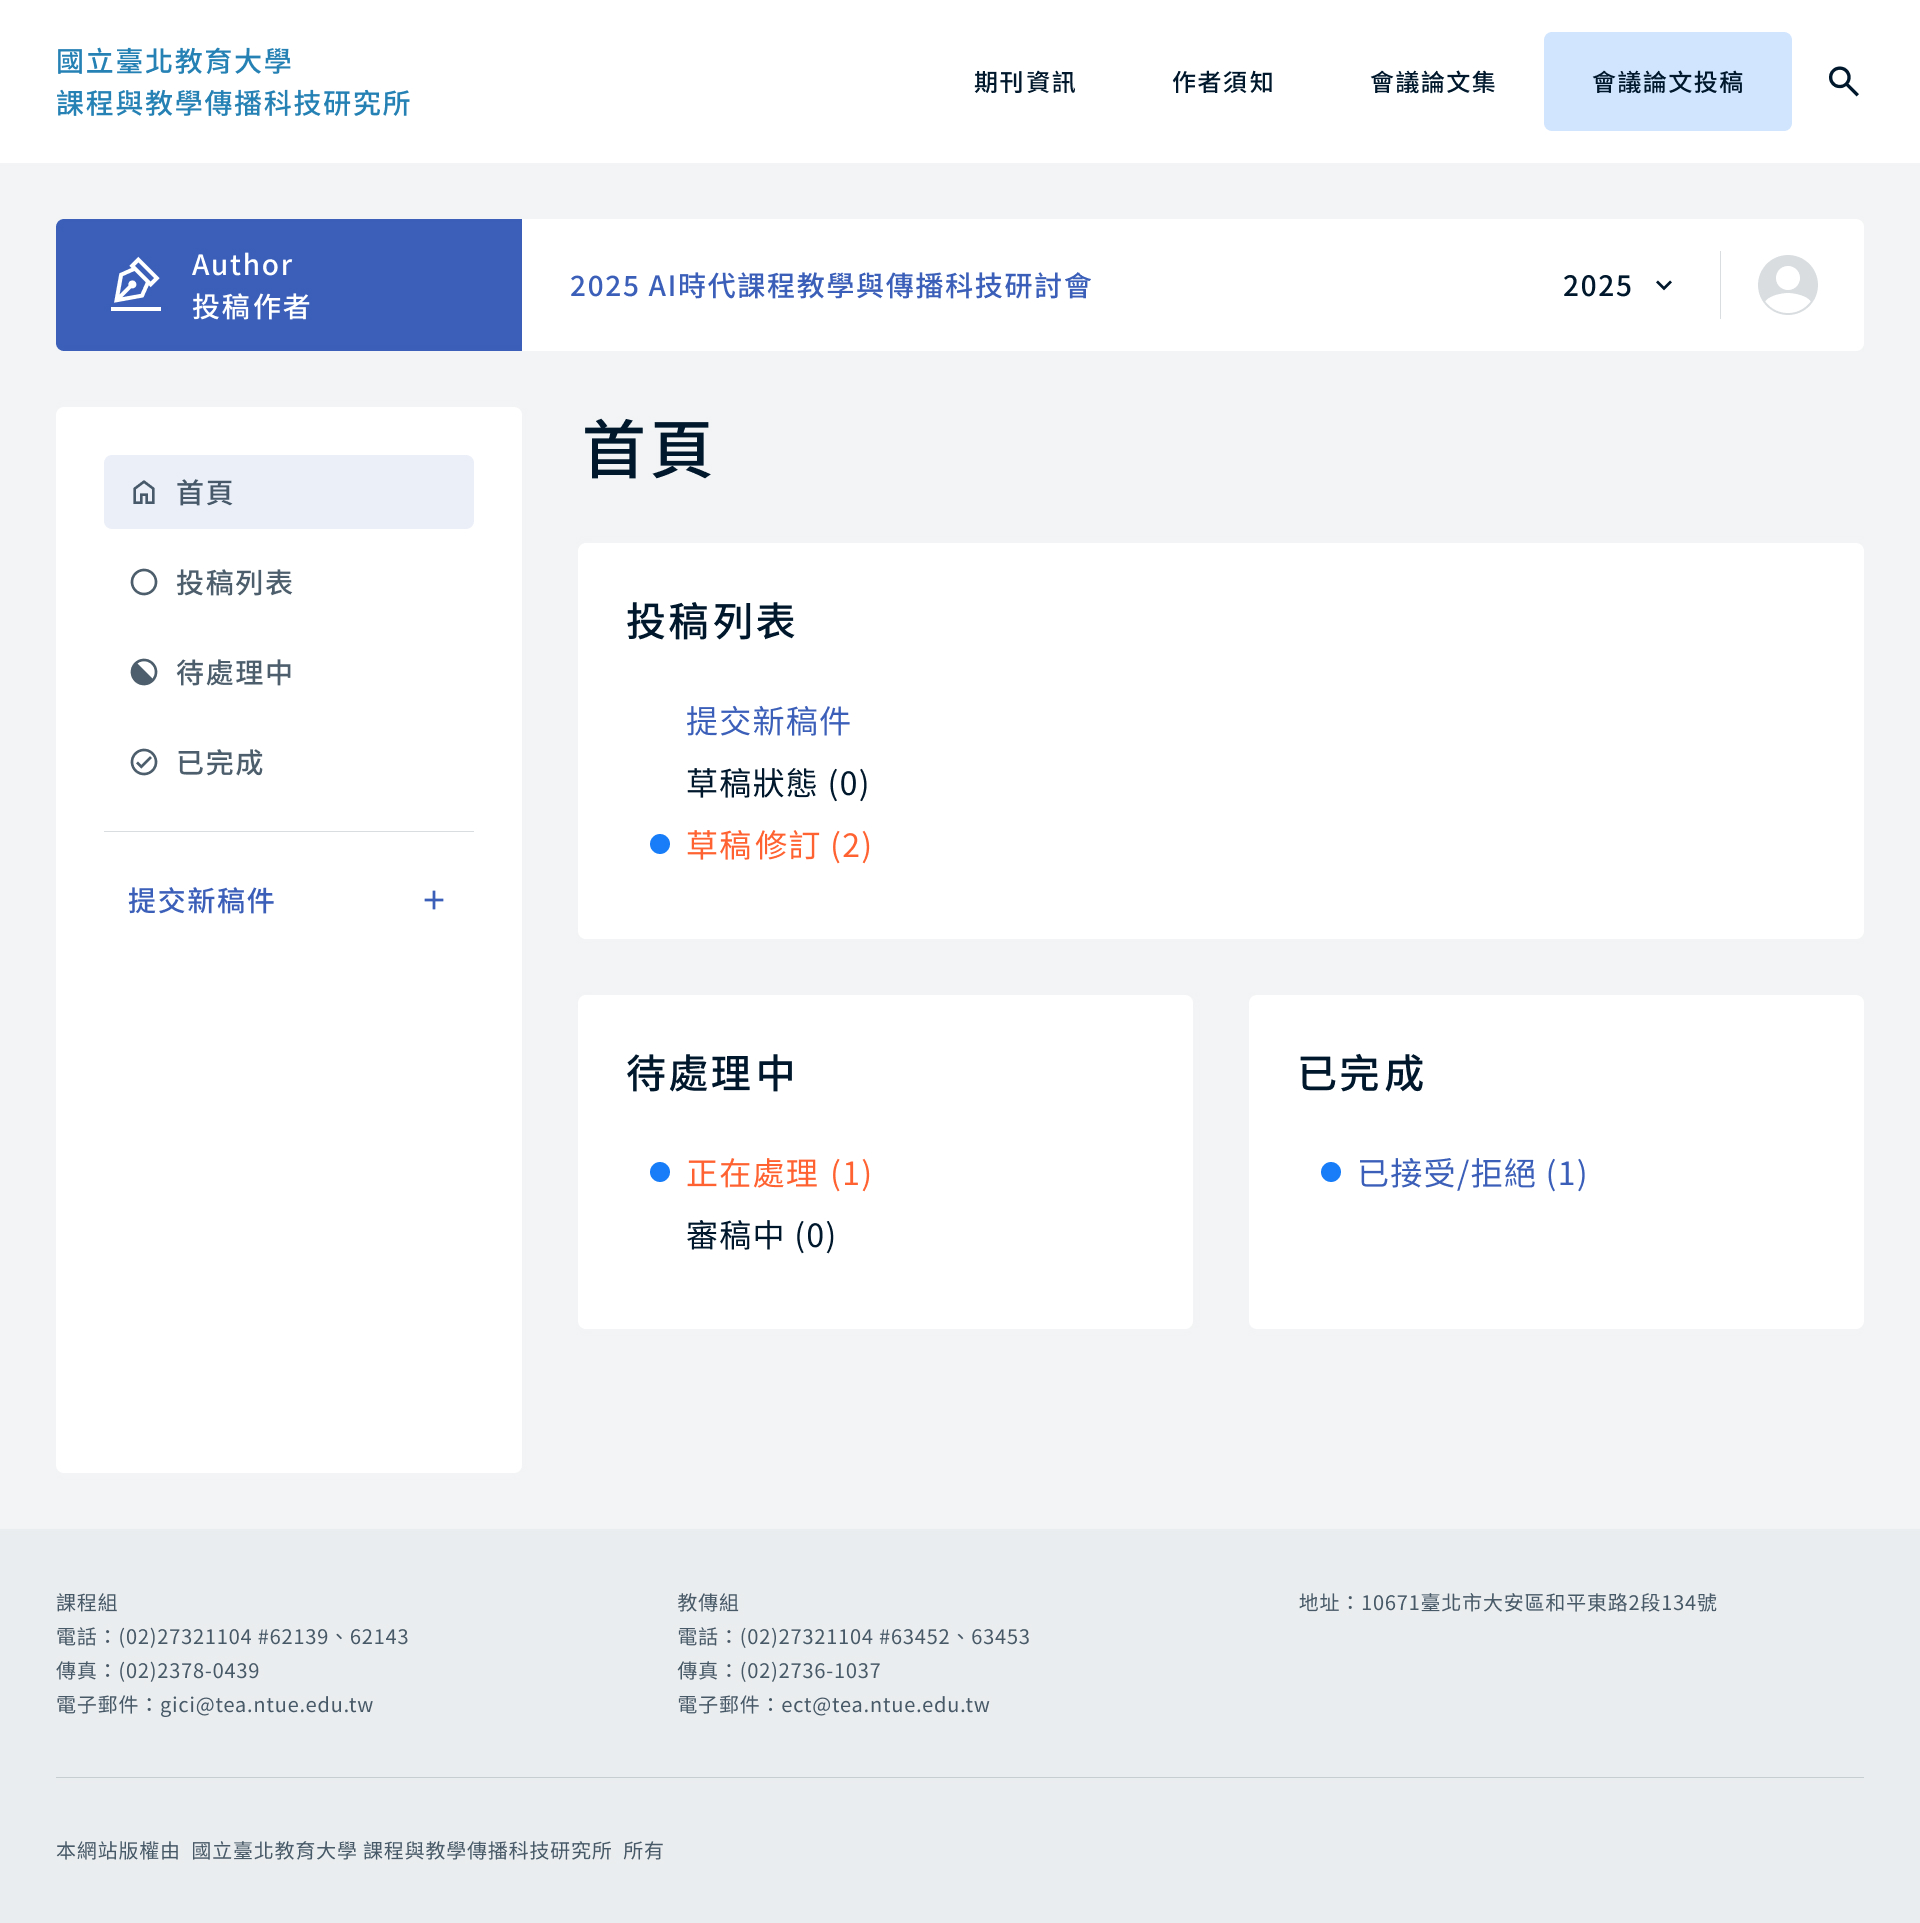 國立臺北教育大學
課程與教學傳播科技研究所
期刊資訊
作者須知
會議論文集
會議論文投稿
Author
投稿作者
2025 AI時代課程教學與傳播科技研討會
2025
首頁
投稿列表
待處理中
已完成
提交新稿件
首頁
投稿列表
提交新稿件
草稿狀態 (0)
草稿修訂 (2)
待處理中
正在處理 (1)
審稿中 (0)
已完成
已接受/拒絕 (1)
課程組
電話：(02)27321104 #62139、62143
傳真：(02)2378-0439
電子郵件：gici@tea.ntue.edu.tw
教傳組
電話：(02)27321104 #63452、63453
傳真：(02)2736-1037
電子郵件：ect@tea.ntue.edu.tw
地址：10671臺北市大安區和平東路2段134號
本網站版權由 國立臺北教育大學 課程與教學傳播科技研究所 所有